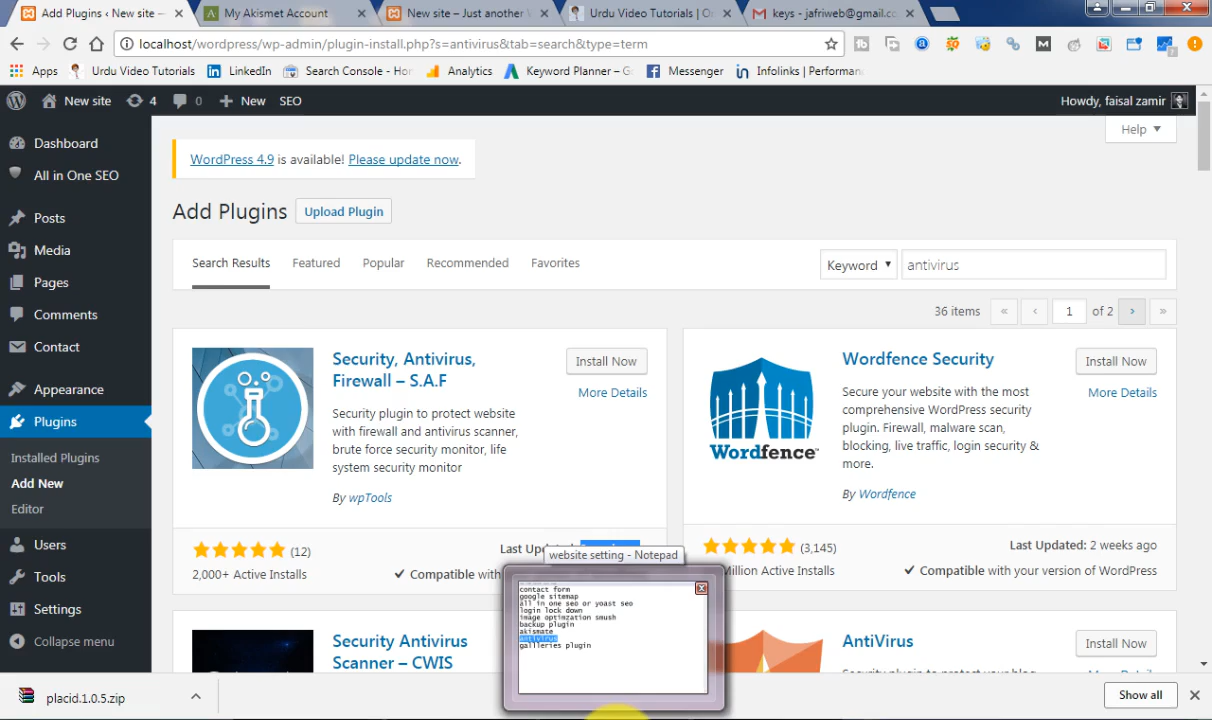 Add Plugins ‹ New site —
My Akismet Account
New site – Just another
Urdu Video Tutorials | O
keys - jafriweb@gmail.c
localhost/wordpress/wp-admin/plugin-install.php?s=antivirus&tab=search&type=term
Apps
Urdu Video Tutorials
LinkedIn
Search Console - Ho
Analytics
Keyword Planner – G
Messenger
Infolinks | Performan
New site
4
0
New
SEO
Howdy, faisal zamir
Help
Dashboard
All in One SEO
Posts
Media
Pages
Comments
Contact
Appearance
Plugins
Installed Plugins
Add New
Editor
Users
Tools
Settings
Collapse menu
WordPress 4.9 is available! Please update now.
Add Plugins
Upload Plugin
Search Results
Featured
Popular
Recommended
Favorites
Keyword
antivirus
36 items
«
‹
1
of 2
›
»
Security, Antivirus,
Firewall – S.A.F
Install Now
More Details
Security plugin to protect website
with firewall and antivirus scanner,
brute force security monitor, life
system security monitor
By wpTools
(12)
2,000+ Active Installs
Last Upd
Compatible with
Wordfence
Wordfence Security
Install Now
More Details
Secure your website with the most
comprehensive WordPress security
plugin. Firewall, malware scan,
blocking, live traffic, login security &
more.
By Wordfence
(3,145)
Million Active Installs
Last Updated: 2 weeks ago
Compatible with your version of WordPress
Security Antivirus
Scanner – CWIS
Install Now
AntiVirus
website setting - Notepad
contact form
google sitemap
all in one seo or yoast seo
login lock down
image optimzation smush
backup plugin
akismate
antivirus
gallleries plugin
placid.1.0.5.zip
Show all